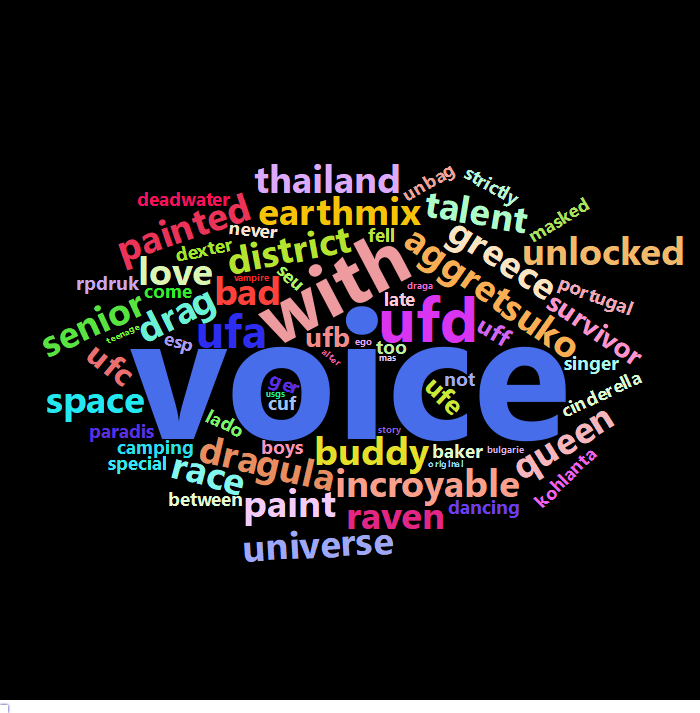 thailand
unbag
strictly
deadwater
painted
earthmix
talent
masked
never
fell
dexter
district
greece
unlocked
rpdruk
love
seu
with
aggretsuko
come
vampire
bad
draga
late
portugal
senior
drag
ufa
ufd
uff
survivor
teenage
esp
ufb
ego
too
ufc
alter
mas
singer
voice
ger
usgs
cuf
ufe
not
space
cinderella
paradis
lado
story
queen
camping
boys
buddy
baker
bulgarie
special
race
dragula
original
kohlanta
incroyable
between
paint
raven
dancing
universe